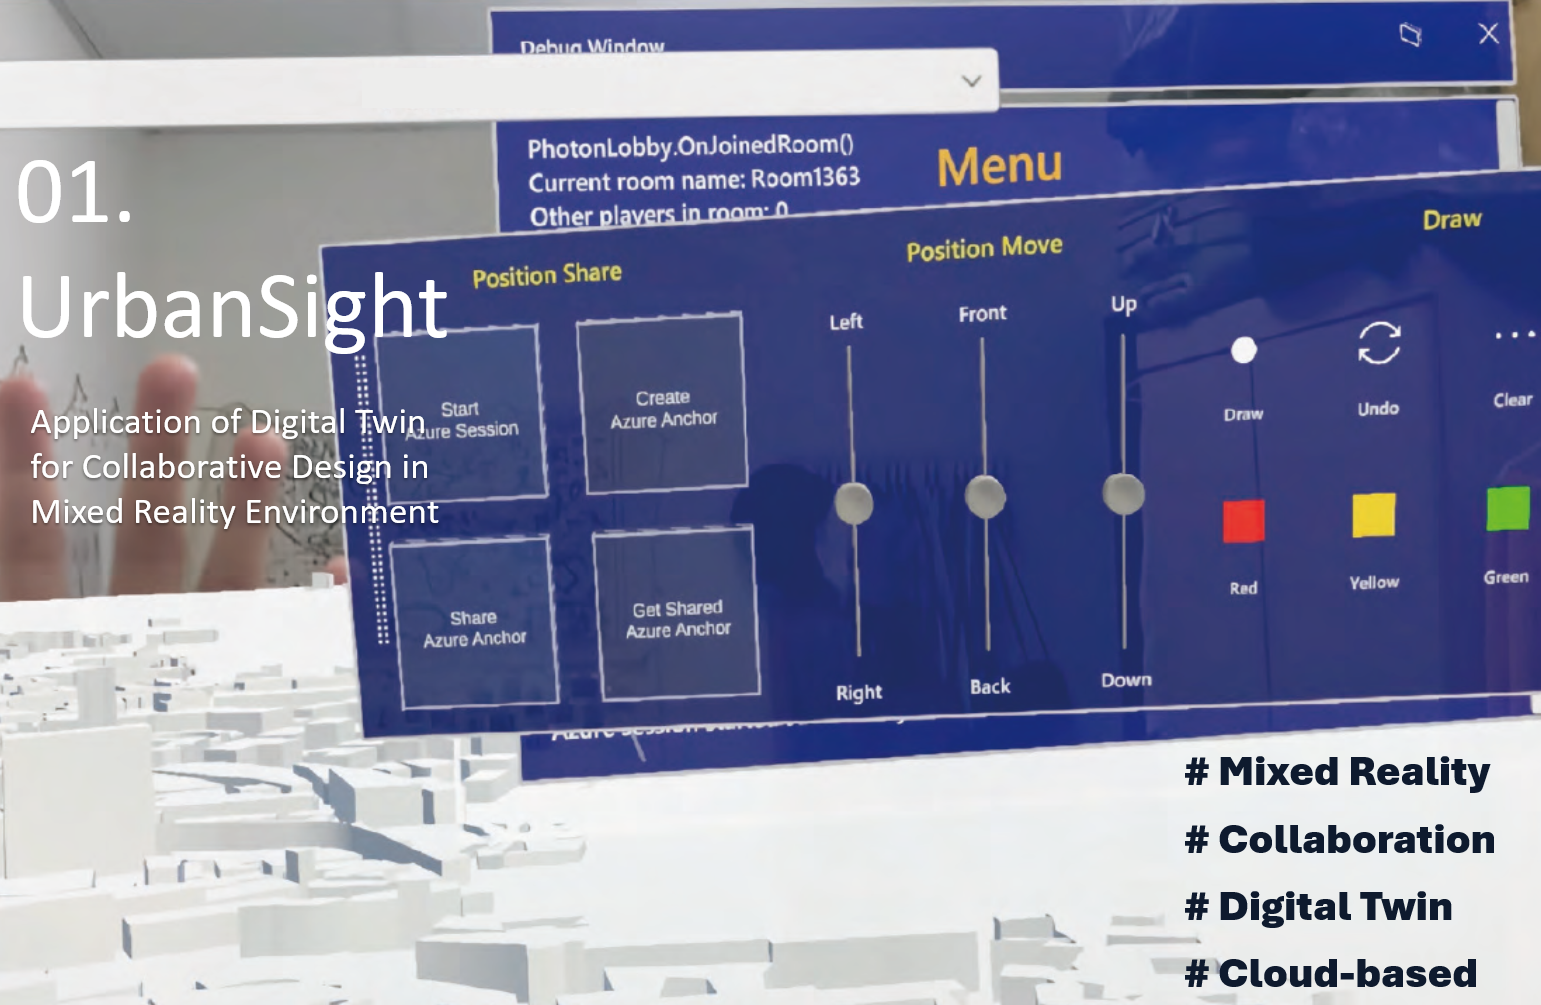 Debug Window
PhotonLobby.OnJoinedRoom()
Current room name: Room1363
Other players in room: 0
Menu
01.
UrbanSight
Application of Digital Twin
for Collaborative Design in
Mixed Reality Environment
Position Share
Start
Azure Session
Create
Azure Anchor
Share
Azure Anchor
Get Shared
Azure Anchor
Position Move
Left
Front
Up
Right
Back
Down
Draw
Draw
Undo
Clear
Red
Yellow
Green
Azure session
# Mixed Reality
# Collaboration
# Digital Twin
# Cloud-based